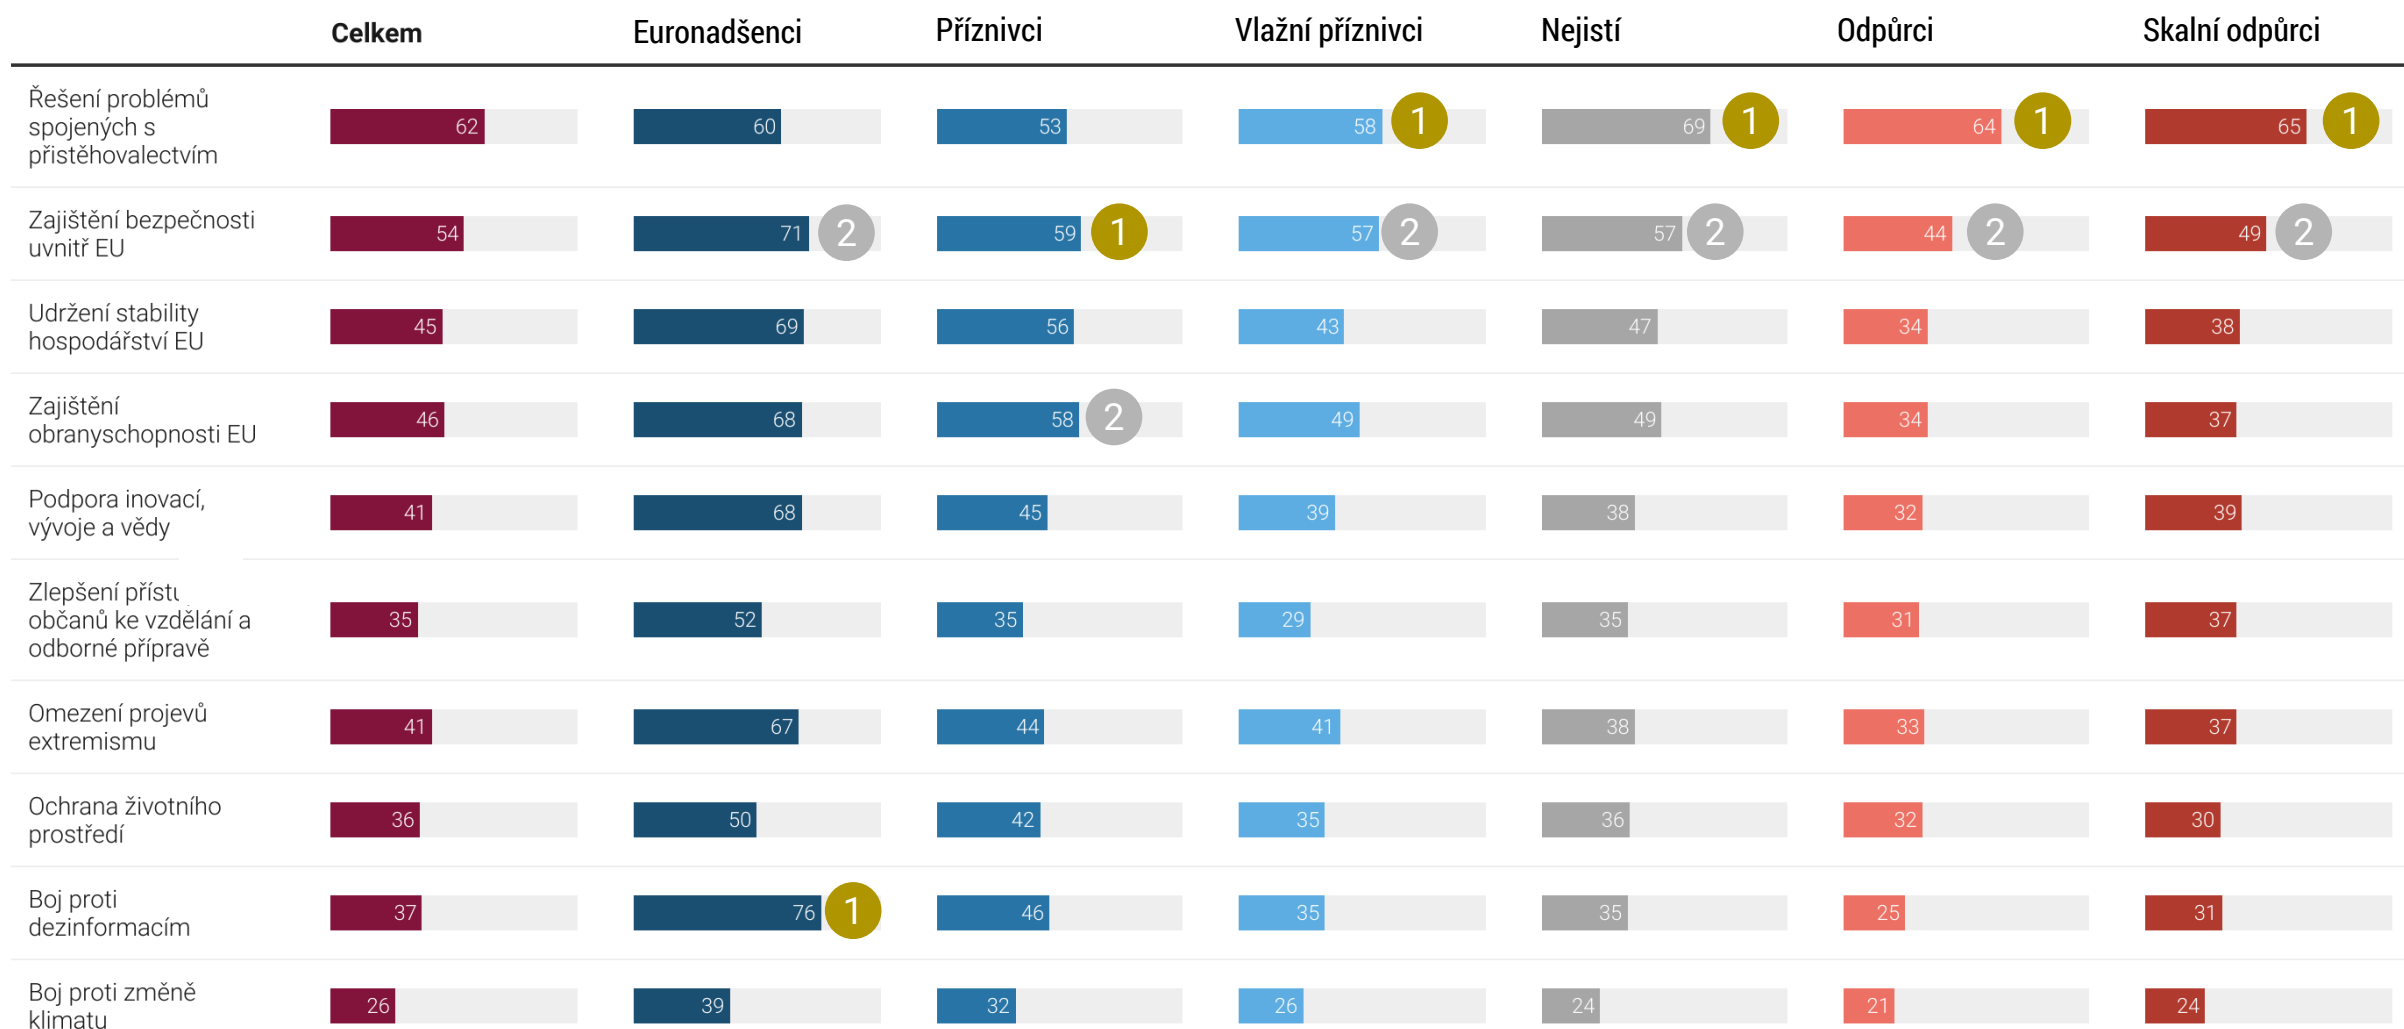 Celkem Euronadšenci Příznivci Vlažní příznivci Nejistí Odpůrci Skalní odpůrci
Řešení problémů
spojených s
přistěhovalectvím
62 60 53 58 1 69 1 64 1 65 1
Zajištění bezpečnosti
uvnitř EU
54 71 2 59 1 57 2 57 2 44 2 49 2
Udržení stability
hospodářství EU
45 69 56 43 47 34 38
Zajištění
obranyschopnosti EU
46 68 58 2 49 49 34 37
Podpora inovací,
vývoje a vědy
41 68 45 39 38 32 39
Zlepšení
občanů ke vzdělání a
odborné přípravě
35 52 35 29 35 31 37
Omezení projevů
extremismu
41 67 44 41 38 33 37
Ochrana životního
prostředí
36 50 42 35 36 32 30
Boj proti
dezinformacím
37 76 1 46 35 35 25 31
Boj proti změně
klimatu
26 39 32 26 24 21 24